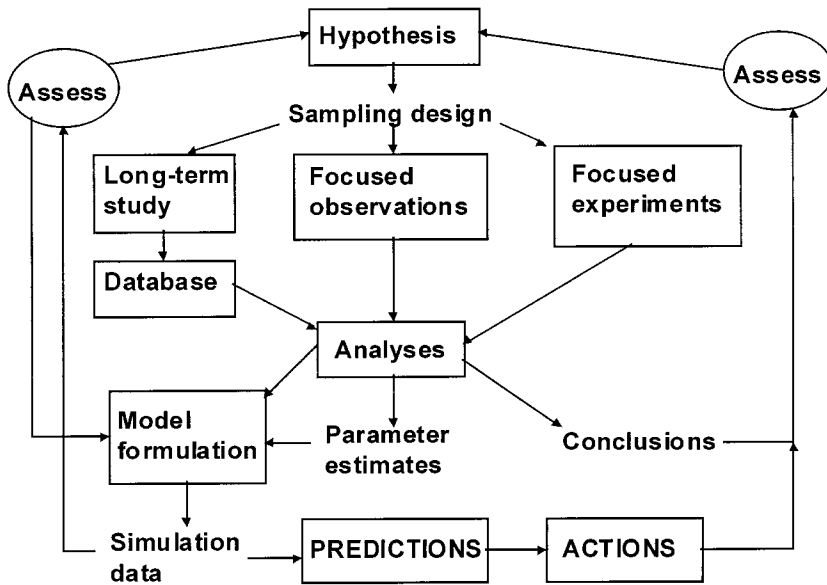 Hypothesis
Assess
Assess
Sampling design
Long-term
study
Focused
observations
Focused
experiments
Database
Analyses
Model
formulation
Parameter
estimates
Conclusions
Simulation
data
PREDICTIONS
ACTIONS